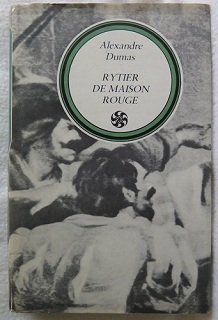 Alexandre
Dumas
RYTIER
DE MAISON
ROUGE